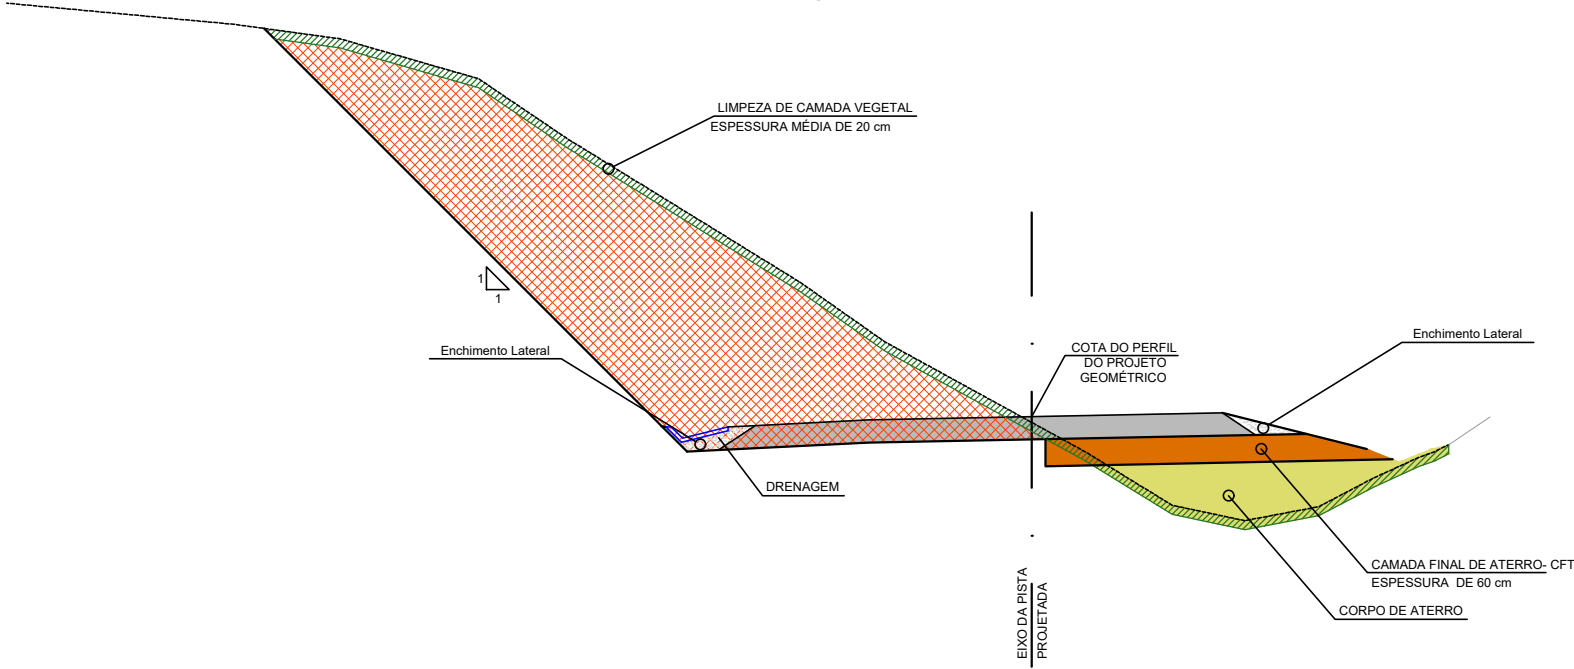 LIMPEZA DE CAMADA VEGETAL
ESPESSURA MÉDIA DE 20 cm
1
1
Enchimento Lateral
COTA DO PERFIL
DO PROJETO
GEOMÉTRICO
Enchimento Lateral
DRENAGEM
CAMADA FINAL DE ATERRO- CFT
ESPESSURA DE 60 cm
CORPO DE ATERRO
EIXO DA PISTA
PROJETADA